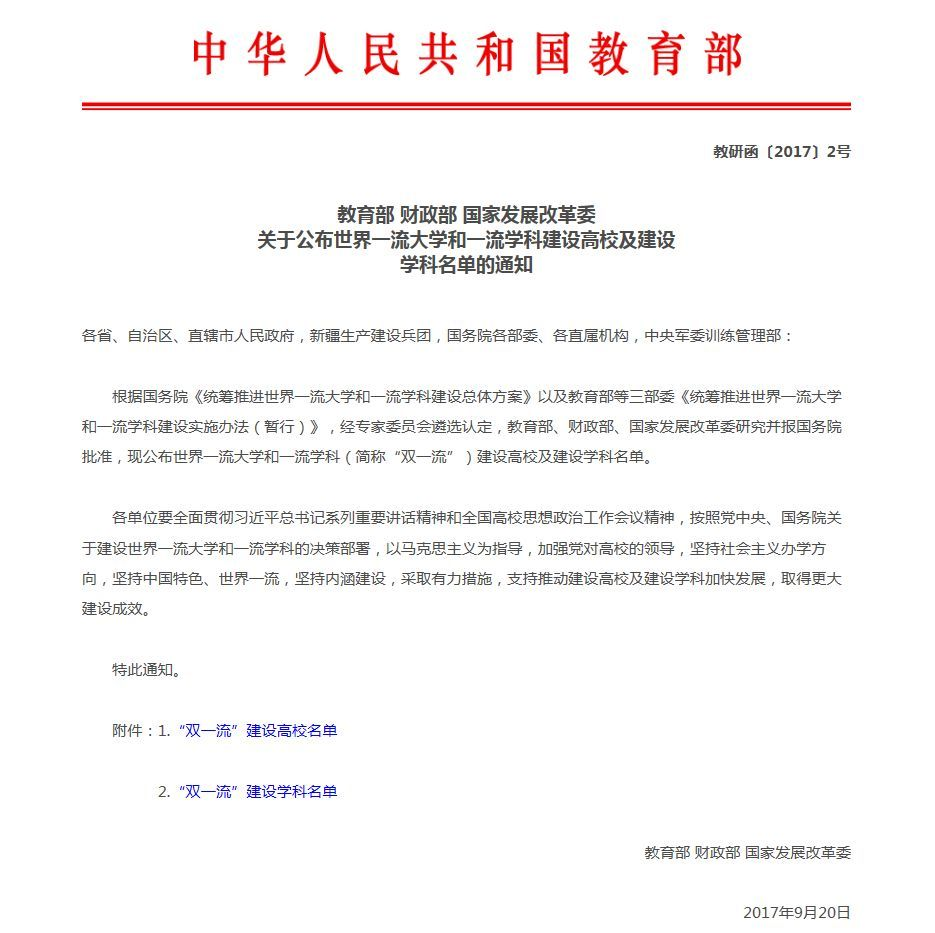 中华人民共和国教育部
教研函〔2017〕2号
教育部 财政部 国家发展改革委
关于公布世界一流大学和一流学科建设高校及建设
学科名单的通知
各省、自治区、直辖市人民政府，新疆生产建设兵团，国务院各部委、各直属机构，中央军委训练管理部：
根据国务院《统筹推进世界一流大学和一流学科建设总体方案》以及教育部等三部委《统筹推进世界一流大学
和一流学科建设实施办法（暂行）》，经专家委员会遴选认定，教育部、财政部、国家发展改革委研究并报国务院
批准，现公布世界一流大学和一流学科（简称“双一流”）建设高校及建设学科名单。
各单位要全面贯彻习近平总书记系列重要讲话精神和全国高校思想政治工作会议精神，按照党中央、国务院关
于建设世界一流大学和一流学科的决策部署，以马克思主义为指导，加强党对高校的领导，坚持社会主义办学方
向，坚持中国特色、世界一流，坚持内涵建设，采取有力措施，支持推动建设高校及建设学科加快发展，取得更大
建设成效。
特此通知。
附件：1.“双一流”建设高校名单
2.“双一流”建设学科名单
教育部 财政部 国家发展改革委
2017年9月20日